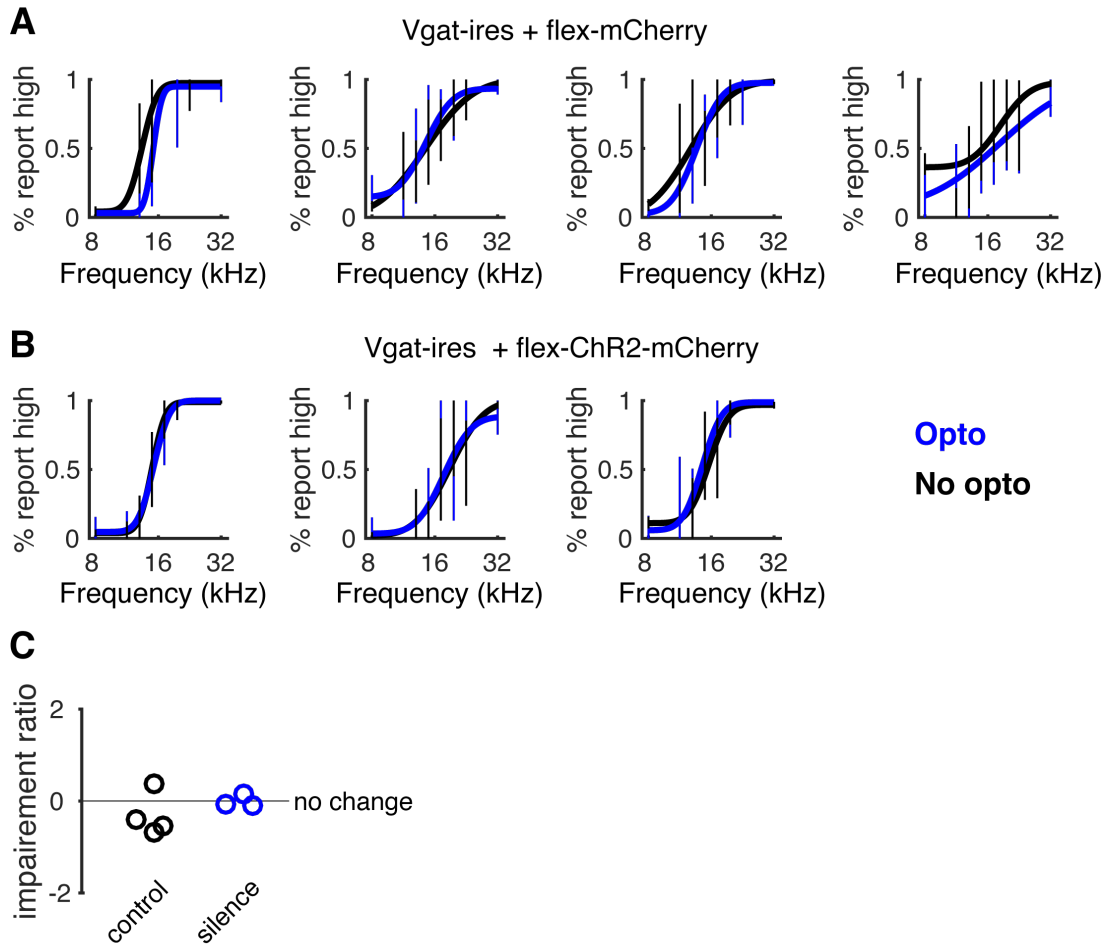 A
Vgat-ires + flex-mCherry
% report high
1
0.5
0
8 16 32
Frequency (kHz)
% report high
1
0.5
0
8 16 32
Frequency (kHz)
% report high
1
0.5
0
8 16 32
Frequency (kHz)
% report high
1
0.5
0
8 16 32
Frequency (kHz)
B
Vgat-ires + flex-ChR2-mCherry
% report high
1
0.5
0
8 16 32
Frequency (kHz)
% report high
1
0.5
0
8 16 32
Frequency (kHz)
% report high
1
0.5
0
8 16 32
Frequency (kHz)
Opto
No opto
C
impairement ratio
2
0
-2
no change
control
silence